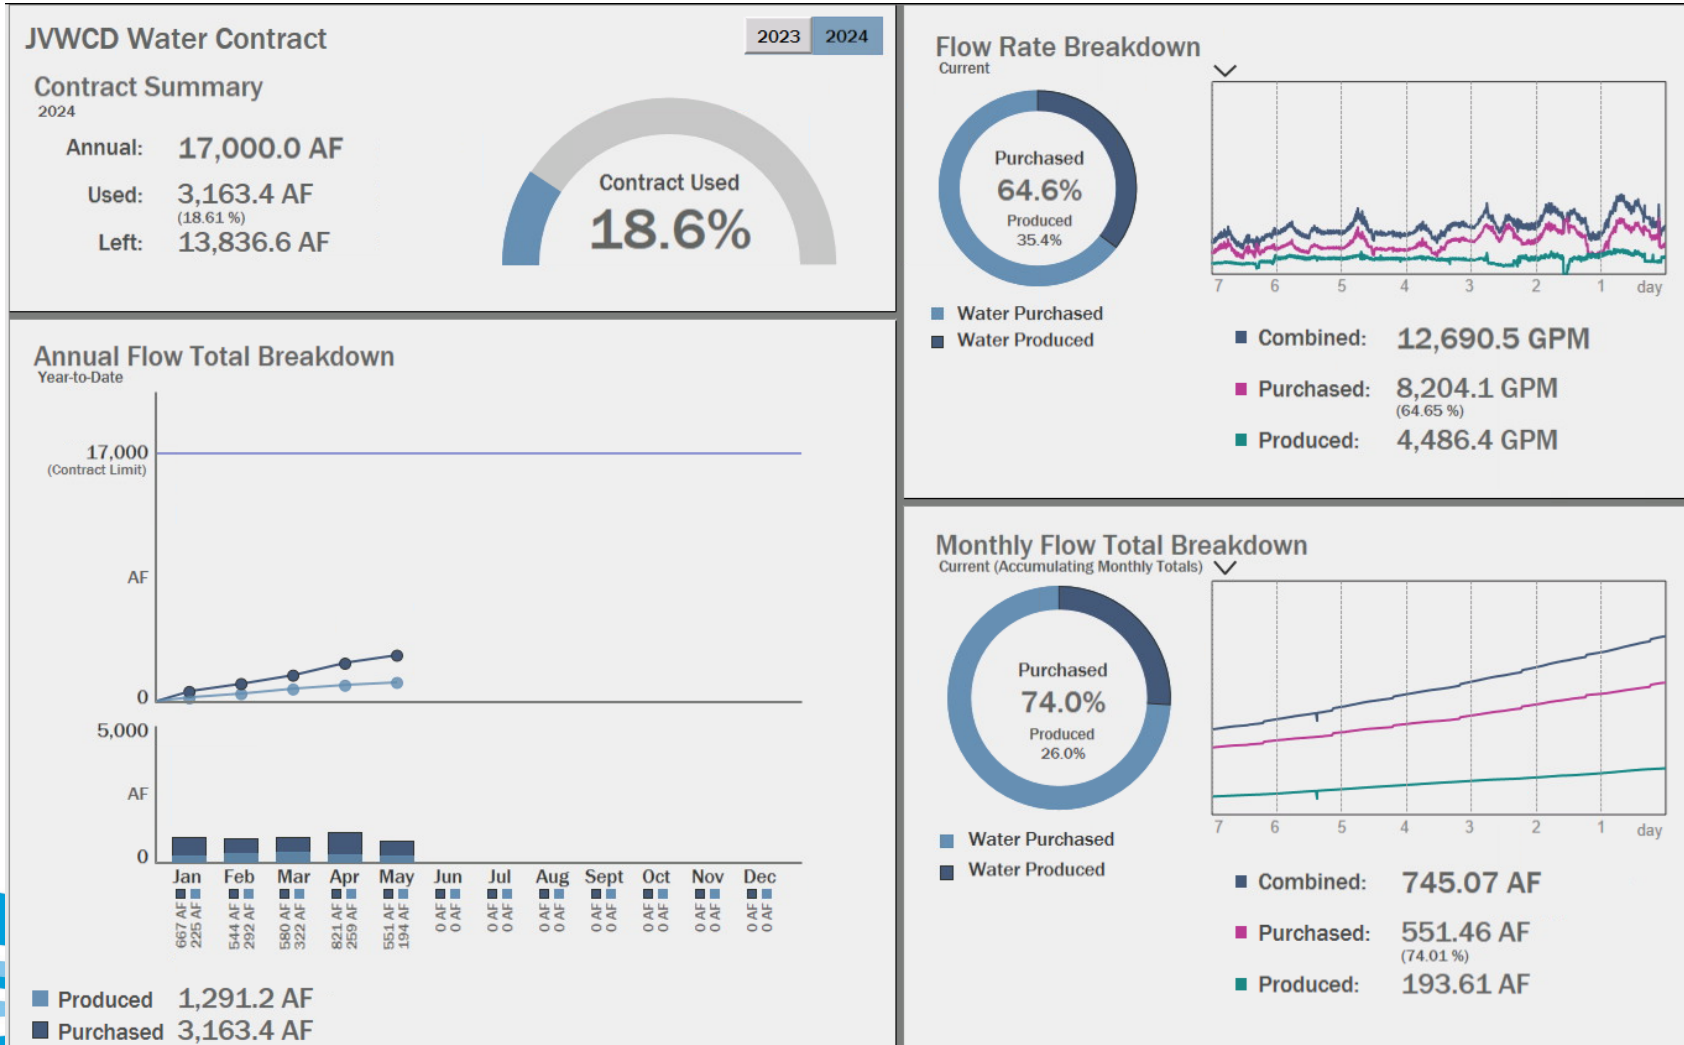 JVWCD Water Contract
2023 2024
Contract Summary
2024
Annual: 17,000.0 AF
Used: 3,163.4 AF
(18.61 %)
Left: 13,836.6 AF
Contract Used
18.6%
Annual Flow Total Breakdown
Year-to-Date
17,000
(Contract Limit)
AF
0
5,000
AF
0
Jan Feb Mar Apr May Jun Jul Aug Sept Oct Nov Dec
667 AF
225 AF
544 AF
292 AF
580 AF
322 AF
821 AF
259 AF
551 AF
194 AF
0 AF
0 AF
0 AF
0 AF
0 AF
0 AF
0 AF
0 AF
0 AF
0 AF
0 AF
0 AF
0 AF
0 AF
Produced 1,291.2 AF
Purchased 3,163.4 AF
Flow Rate Breakdown
Current
Purchased
64.6%
Produced
35.4%
Water Purchased
Water Produced
7 6 5 4 3 2 1 day
Combined: 12,690.5 GPM
Purchased: 8,204.1 GPM
(64.65 %)
Produced: 4,486.4 GPM
Monthly Flow Total Breakdown
Current (Accumulating Monthly Totals)
Purchased
74.0%
Produced
26.0%
Water Purchased
Water Produced
7 6 5 4 3 2 1 day
Combined: 745.07 AF
Purchased: 551.46 AF
(74.01 %)
Produced: 193.61 AF